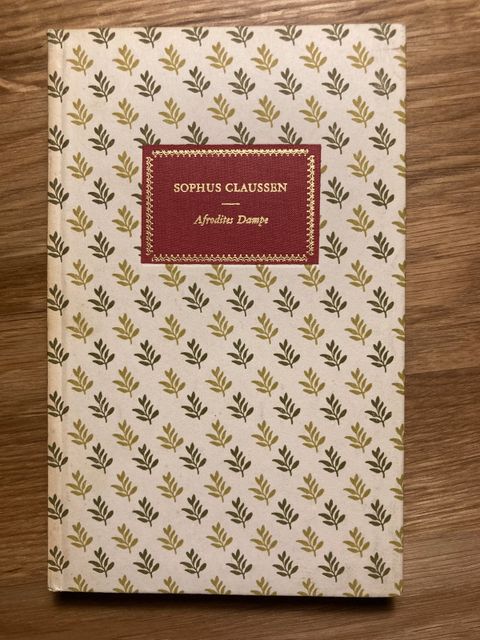 SOPHUS CLAUSSEN
Afrodites Dampe